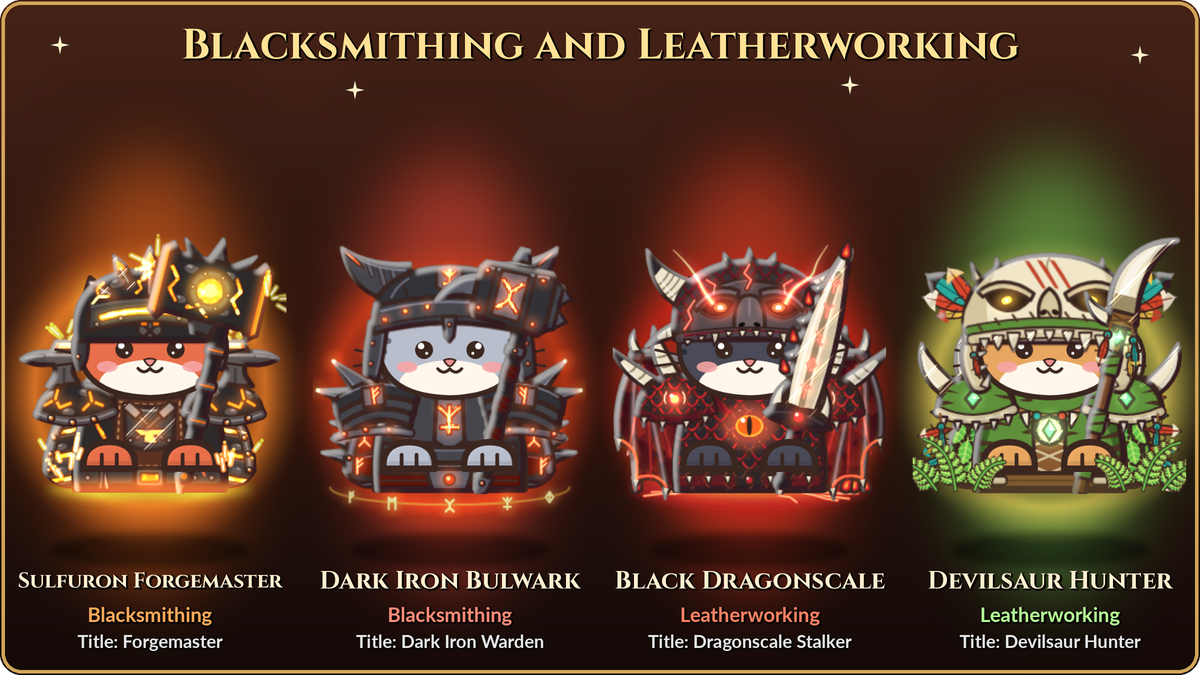 Blacksmithing and Leatherworking
Sulfuron Forgemaster
Blacksmithing
Title: Forgemaster
Dark Iron Bulwark
Blacksmithing
Title: Dark Iron Warden
Black Dragonscale
Leatherworking
Title: Dragonscale Stalker
Devilsaur Hunter
Leatherworking
Title: Devilsaur Hunter